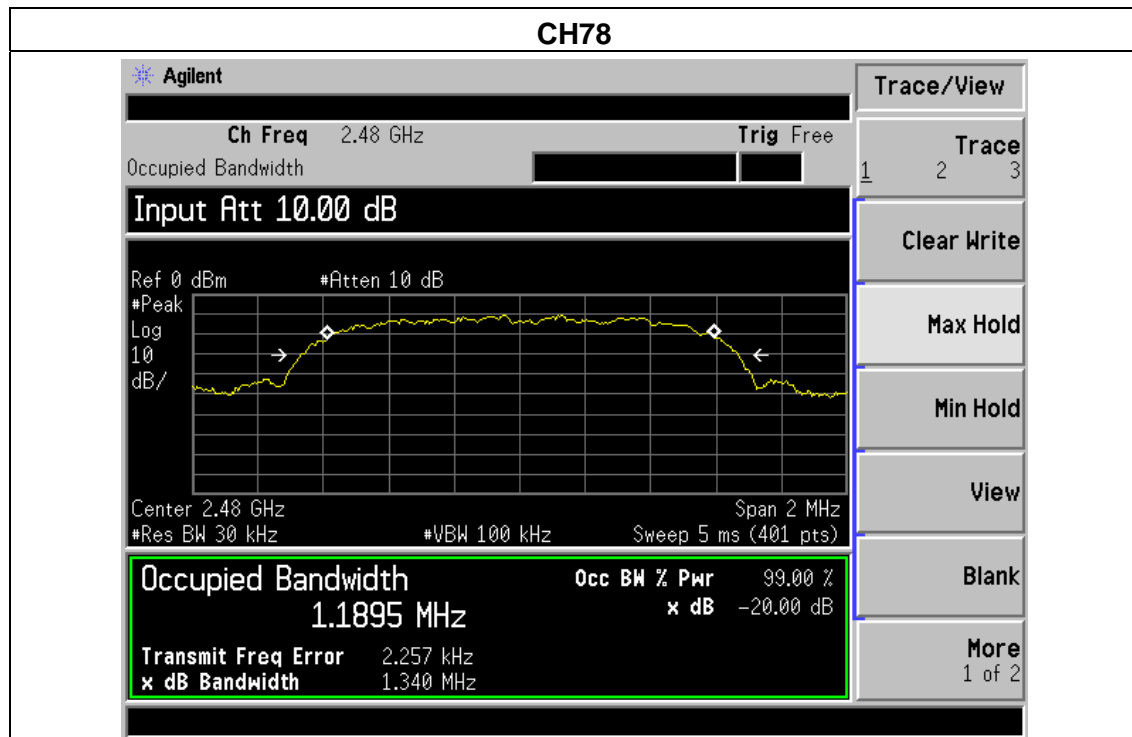 CH78
Agilent
Ch Freq 2.48 GHz Trig Free
Occupied Bandwidth
Input Att 10.00 dB
Ref 0 dBm #Atten 10 dB
#Peak
Log
10
dB/
Center 2.48 GHz Span 2 MHz
#Res BW 30 kHz #VBW 100 kHz Sweep 5 ms (401 pts)
Occupied Bandwidth Occ BW % Pwr 99.00 %
1.1895 MHz x dB -20.00 dB
Transmit Freq Error 2.257 kHz
x dB Bandwidth 1.340 MHz
Trace/View
Trace
1 2 3
Clear Write
Max Hold
Min Hold
View
Blank
More
1 of 2